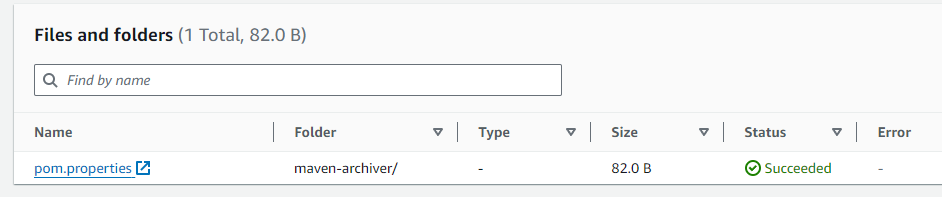 Files and folders (1 Total, 82.0 B)
Find by name
Name Folder Type Size Status Error
pom.properties maven-archiver/ - 82.0 B Succeeded -